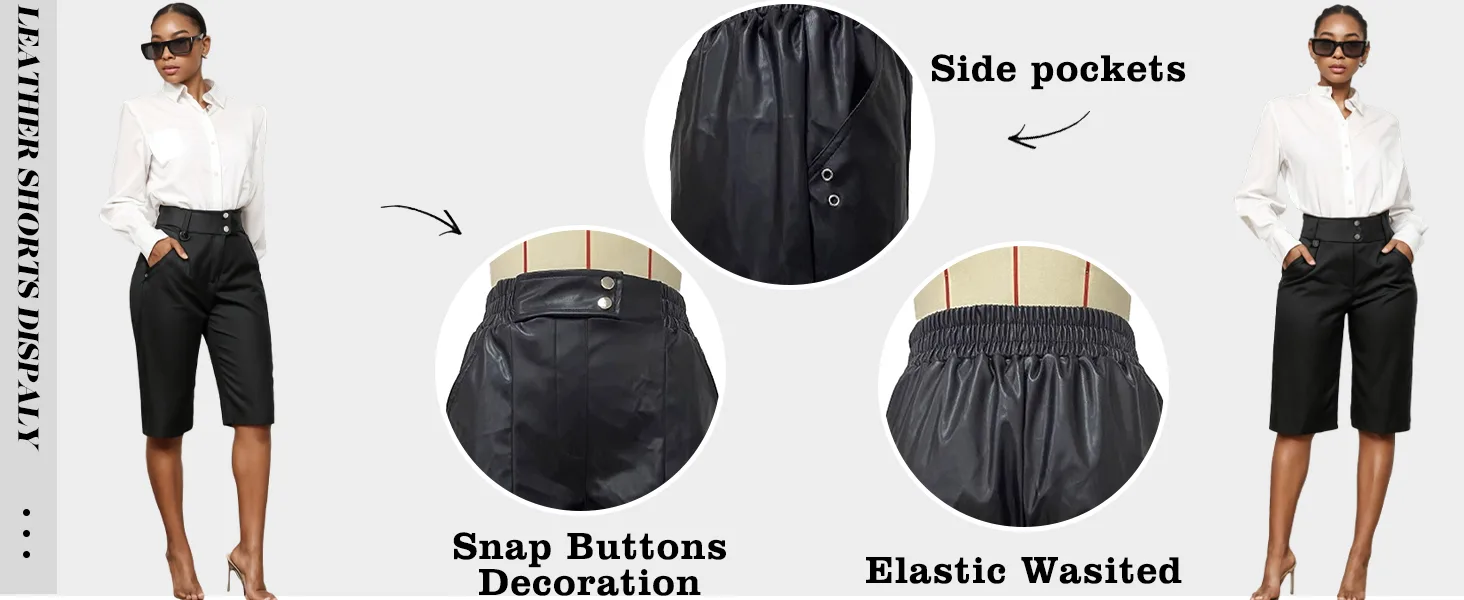 LEATHER SHORTS DISPALY
Side pockets
Snap Buttons
Decoration
Elastic Wasited